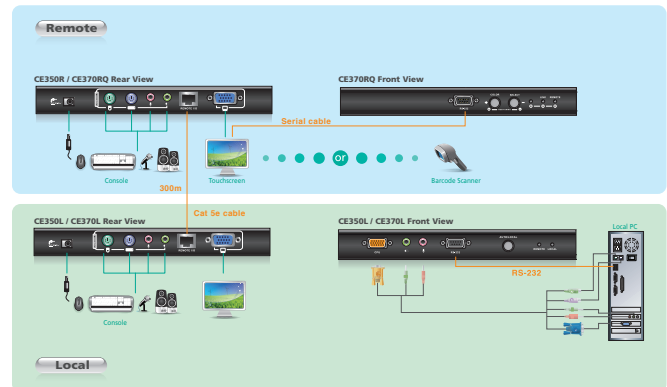 Remote
CE350R / CE370RQ Rear View
CE370RQ Front View
Serial cable
or
Console
Touchscreen
Barcode Scanner
300m
Cat 5e cable
CE350L / CE370L Rear View
CE350L / CE370L Front View
Local PC
RS-232
Console
Local